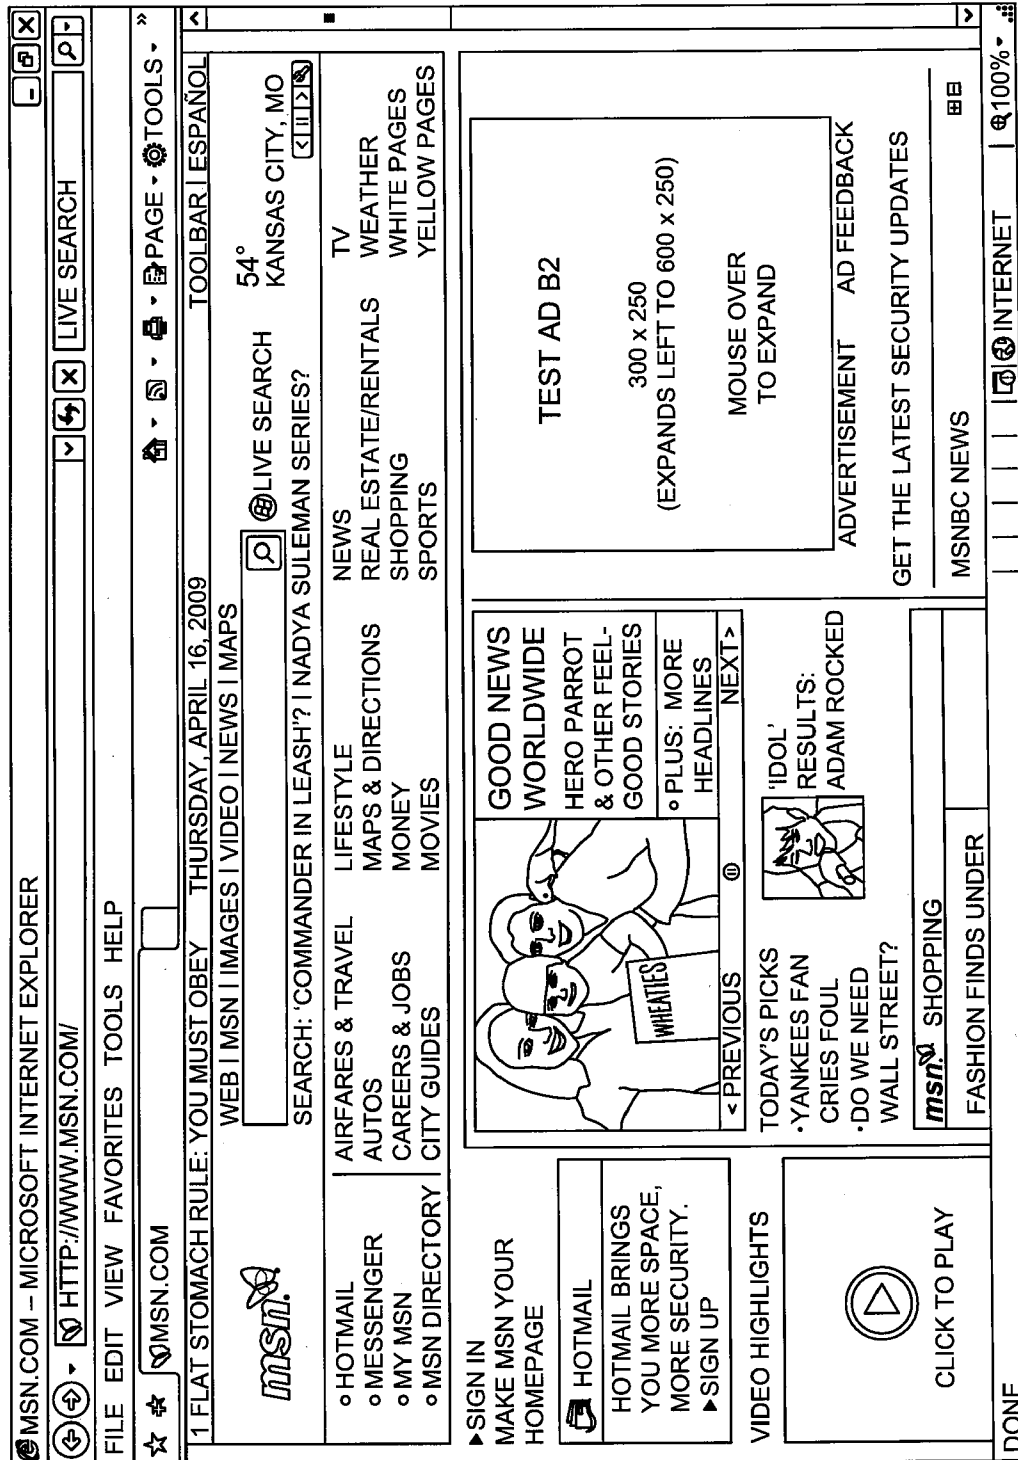 MSN.COM – MICROSOFT INTERNET EXPLORER
HTTP://WWW.MSN.COM/
LIVE SEARCH
FILE EDIT VIEW FAVORITES TOOLS HELP
MSN.COM
PAGE
TOOLS
»
1 FLAT STOMACH RULE: YOU MUST OBEY THURSDAY, APRIL 16, 2009 TOOLBAR | ESPAÑOL
msn.
WEB | MSN | IMAGES | VIDEO | NEWS | MAPS
LIVE SEARCH
SEARCH: 'COMMANDER IN LEASH'? | NADYA SULEMAN SERIES?
54°
KANSAS CITY, MO
HOTMAIL
MESSENGER
MY MSN
MSN DIRECTORY
AIRFARES & TRAVEL
AUTOS
CAREERS & JOBS
CITY GUIDES
LIFESTYLE
MAPS & DIRECTIONS
MONEY
MOVIES
NEWS
REAL ESTATE/RENTALS
SHOPPING
SPORTS
TV
WEATHER
WHITE PAGES
YELLOW PAGES
SIGN IN
MAKE MSN YOUR
HOMEPAGE
HOTMAIL
HOTMAIL BRINGS
YOU MORE SPACE,
MORE SECURITY.
SIGN UP
VIDEO HIGHLIGHTS
CLICK TO PLAY
WHEATIES
GOOD NEWS
WORLDWIDE
HERO PARROT
& OTHER FEEL-
GOOD STORIES
PLUS: MORE
HEADLINES
< PREVIOUS
NEXT>
TODAY'S PICKS
·YANKEES FAN
CRIES FOUL
·DO WE NEED
WALL STREET?
'IDOL'
RESULTS:
ADAM ROCKED
msn. SHOPPING
FASHION FINDS UNDER
TEST AD B2
300 x 250
(EXPANDS LEFT TO 600 x 250)
MOUSE OVER
TO EXPAND
ADVERTISEMENT AD FEEDBACK
GET THE LATEST SECURITY UPDATES
MSNBC NEWS
DONE
INTERNET
100%